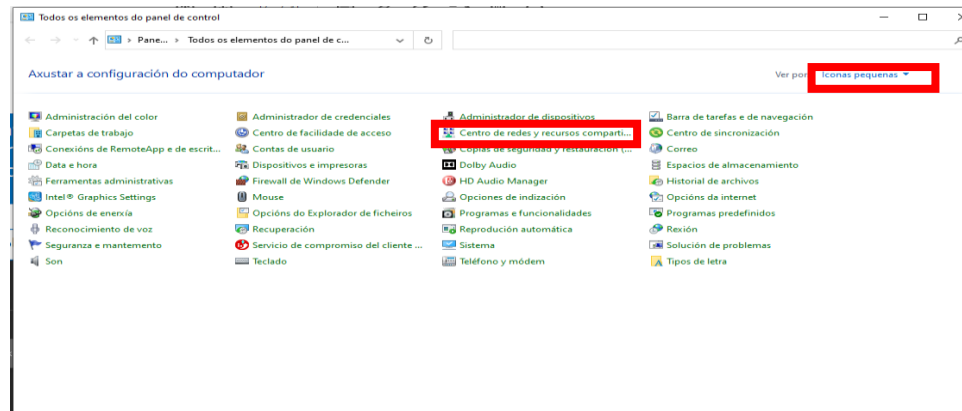 Todos os elementos do panel de control
Pane... › Todos os elementos do panel de c...
Axustar a configuración do computador
Ver por: Iconas pequenas
Administración del color
Administrador de credenciales
Administrador de dispositivos
Barra de tarefas e de navegación
Carpetas de trabajo
Centro de facilidade de acceso
Centro de redes y recursos comparti...
Centro de sincronización
Conexións de RemoteApp e de escrit...
Contas de usuario
Copias de seguridad y restauración (...
Correo
Data e hora
Dispositivos e impresoras
Dolby Audio
Espacios de almacenamiento
Ferramentas administrativas
Firewall de Windows Defender
HD Audio Manager
Historial de archivos
Intel® Graphics Settings
Mouse
Opciones de indización
Opcións da internet
Opcións de enerxía
Opcións do Explorador de ficheiros
Programas e funcionalidades
Programas predefinidos
Reconocimiento de voz
Recuperación
Reprodución automática
Rexión
Seguranza e mantemento
Servicio de compromiso del cliente ...
Sistema
Solución de problemas
Son
Teclado
Teléfono y módem
Tipos de letra